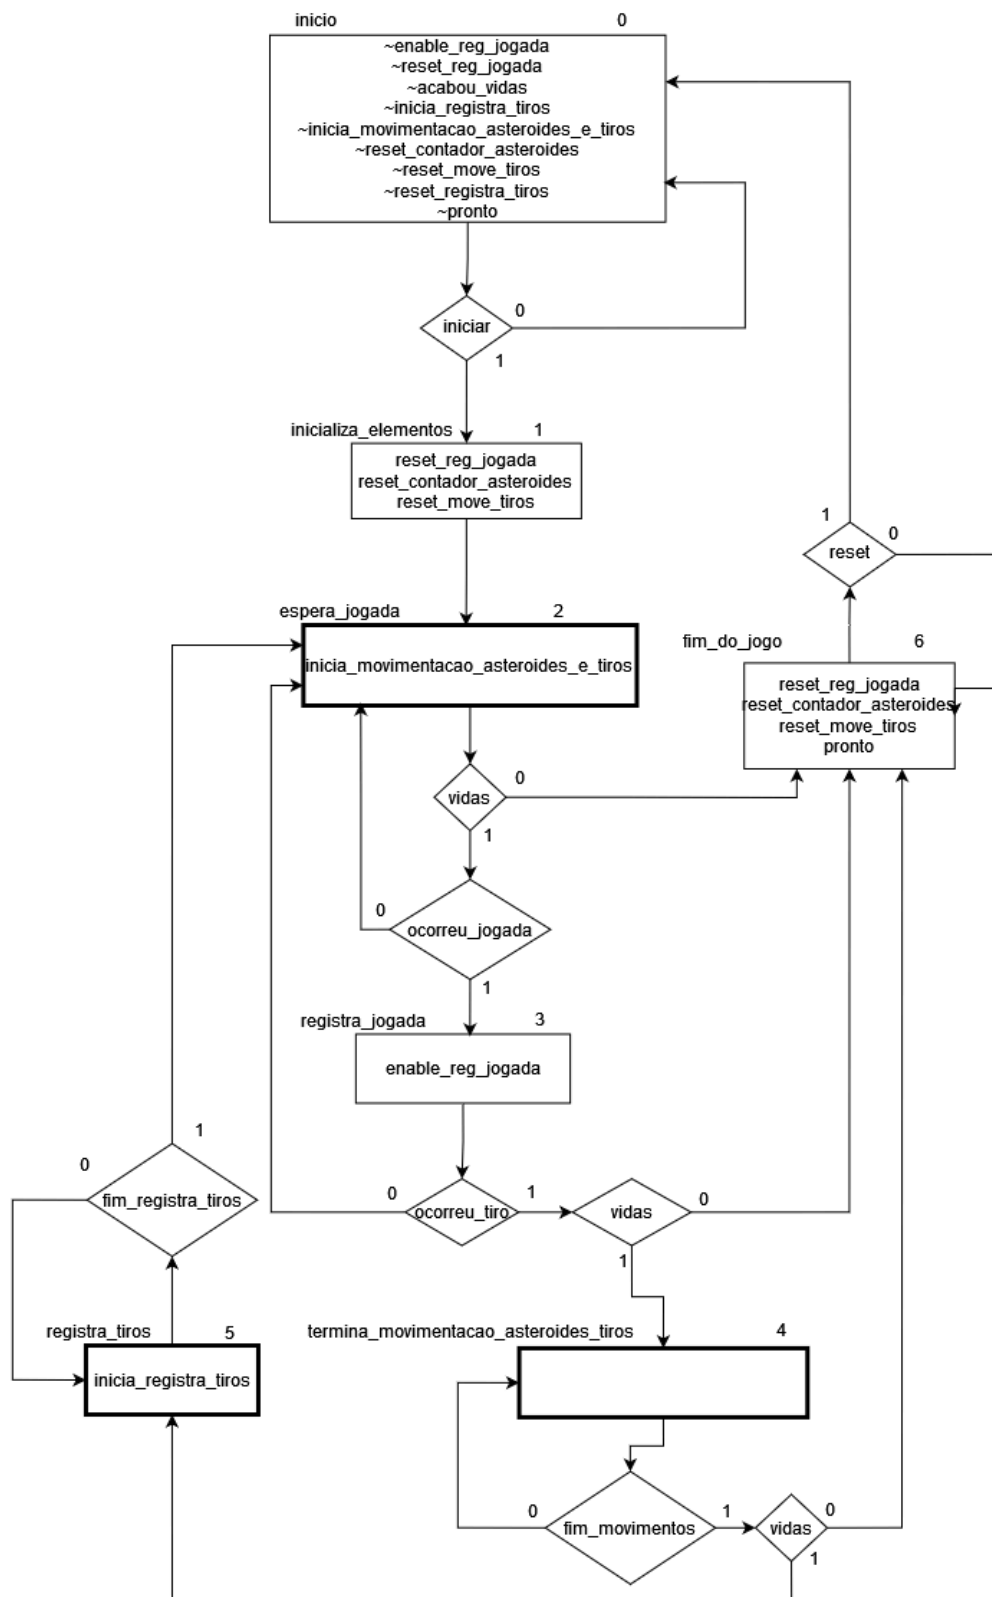 inicio 0
~enable_reg_jogada
~reset_reg_jogada
~acabou_vidas
~inicia_registra_tiros
~inicia_movimentacao_asteroides_e_tiros
~reset_contador_asteroides
~reset_move_tiros
~reset_registra_tiros
~pronto
iniciar 0
1
inicializa_elementos 1
reset_reg_jogada
reset_contador_asteroides
reset_move_tiros
1 0
reset
espera_jogada 2
inicia_movimentacao_asteroides_e_tiros
fim_do_jogo 6
reset_reg_jogada
reset_contador_asteroides
reset_move_tiros
pronto
vidas 0
1
0
ocorreu_jogada
1
registra_jogada 3
enable_reg_jogada
1
0
fim_registra_tiros
0 ocorreu_tiro 1 vidas 0
1
registra_tiros 5
inicia_registra_tiros
termina_movimentacao_asteroides_tiros 4
0 fim_movimentos 1 vidas 0
1